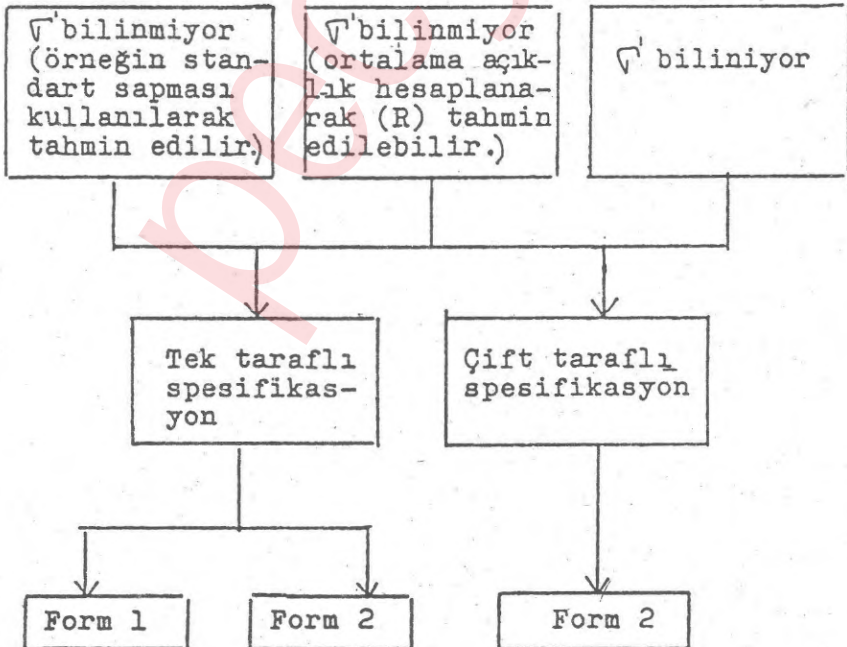 σ'bilinmiyor
(örneğin stan-
dart sapması
kullanılarak
tahmin edilir.)
σ'bilinmiyor
(ortalama açık-
lık hesaplana-
rak (R) tahmin
edilebilir.)
σ' biliniyor
Tek taraflı
spesifikas-
yon
Çift taraflı
spesifikasyon
Form 1
Form 2
Form 2